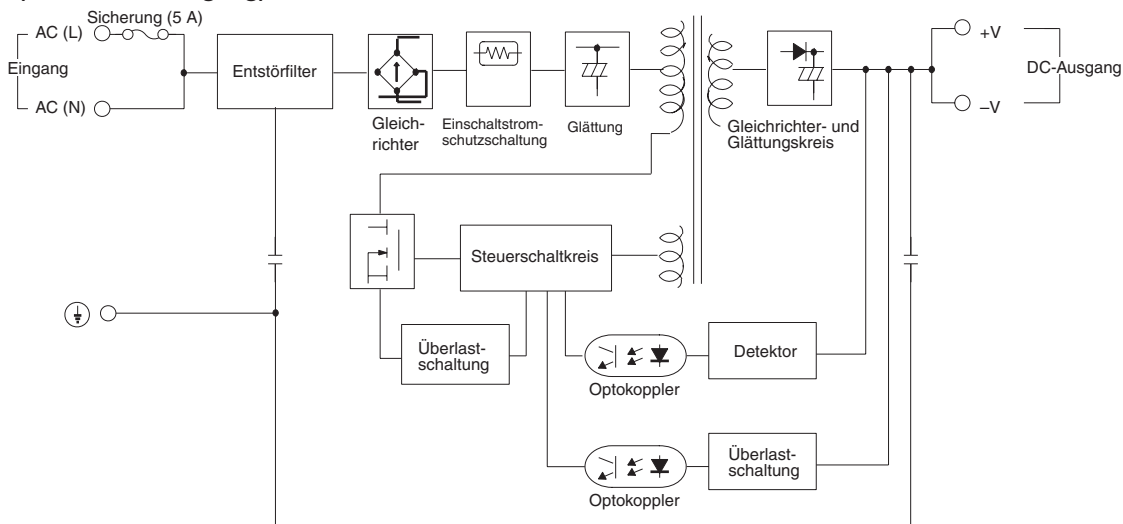 Sicherung (5 A)
AC (L)
Eingang
AC (N)
Entstörfilter
Gleich-
richter
Einschaltstrom-
schutzschaltung
Glättung
Gleichrichter- und
Glättungskreis
+V
DC-Ausgang
–V
Steuerschaltkreis
Überlast-
schaltung
Optokoppler
Detektor
Optokoppler
Überlast-
schaltung